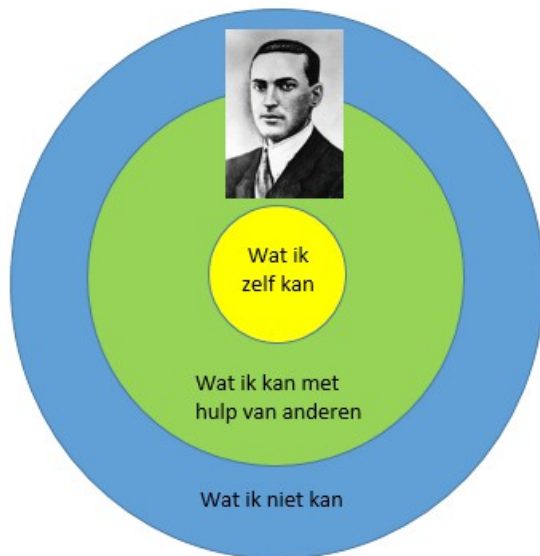 Wat ik
zelf kan
Wat ik kan met
hulp van anderen
Wat ik niet kan